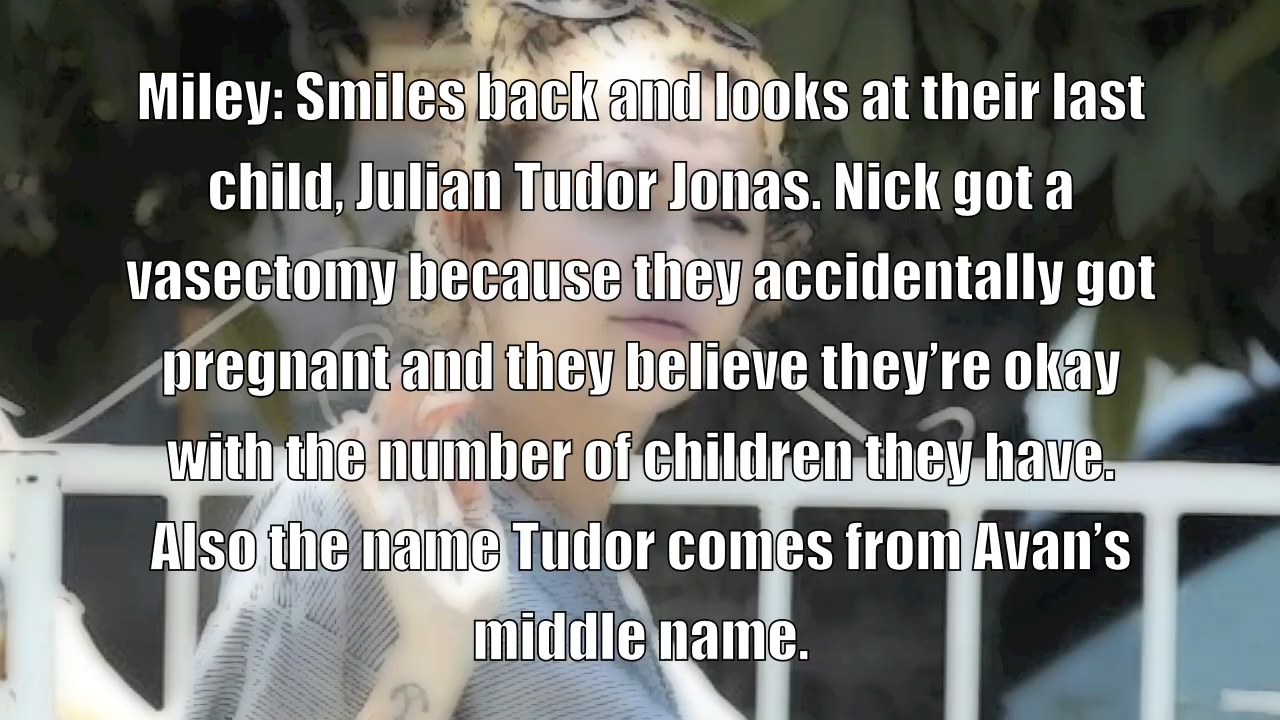 Miley: Smiles back and looks at their last
child, Julian Tudor Jonas. Nick got a
vasectomy because they accidentally got
pregnant and they believe they’re okay
with the number of children they have.
Also the name Tudor comes from Avan’s
middle name.